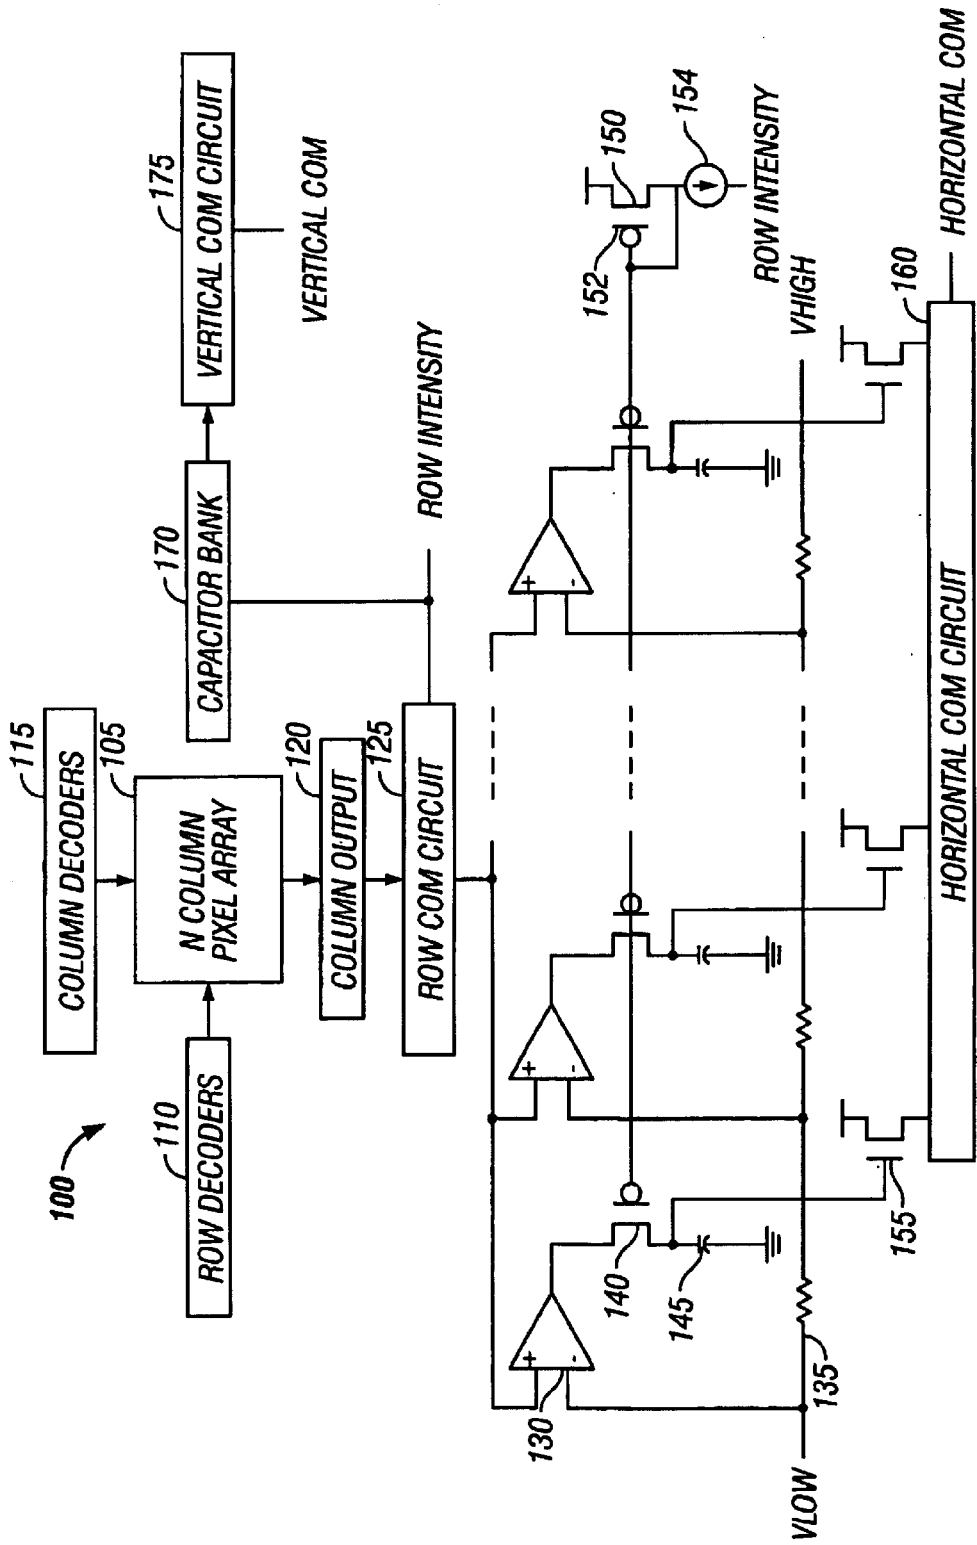 100
110
ROW DECODERS
115
COLUMN DECODERS
105
N COLUMN
PIXEL ARRAY
120
COLUMN OUTPUT
125
ROW COM CIRCUIT
170
CAPACITOR BANK
175
VERTICAL COM CIRCUIT
VERTICAL COM
ROW INTENSITY
+
-
130
+
-
+
-
140
145
152
150
154
ROW INTENSITY
VLOW
135
VHIGH
155
160
HORIZONTAL COM CIRCUIT
HORIZONTAL COM